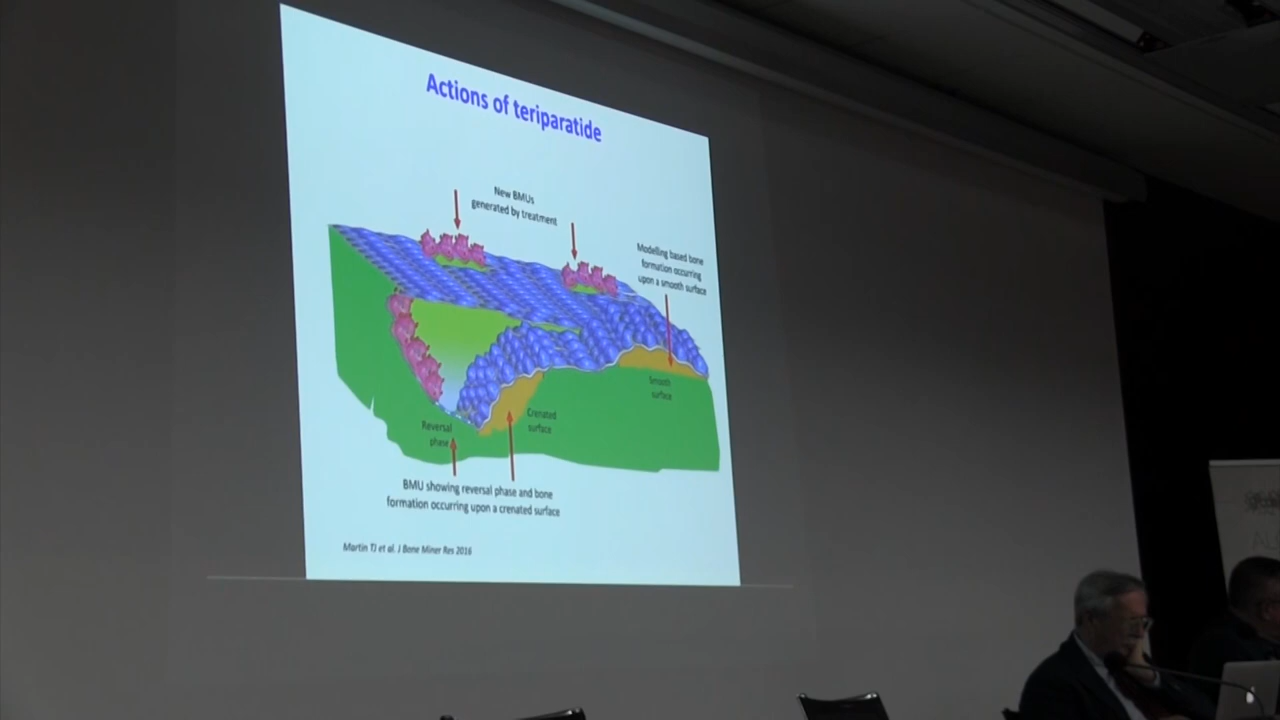 Actions of teriparatide
New BMUs
generated by treatment
Modelling based bone
formation occurring
upon a smooth surface
Smooth
surface
Crenated
surface
Reversal
phase
BMU showing reversal phase and bone
formation occurring upon a crenated surface
Martin TJ et al. J Bone Miner Res 2016